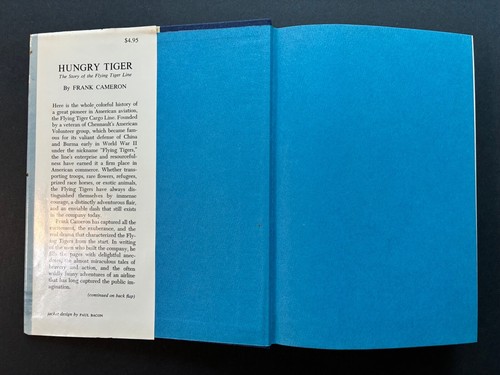 $4.95
HUNGRY TIGER
The Story of the Flying Tiger Line
By FRANK CAMERON
Here is the whole colorful history of
a great pioneer in American aviation,
the Flying Tiger Cargo Line. Founded
by a veteran of Chennault's American
Volunteer group, which became fam-
ous for its valiant defense of China
and Burma early in World War II
under the nickname "Flying Tigers,"
the line's enterprise and resourceful-
ness have earned it a firm place in
American commerce. Whether trans-
porting troops, rare flowers, refugees,
prized race horses, or exotic animals,
the Flying Tigers have always dis-
tinguished themselves by immense
courage, a distinctly adventurous flair,
and an enviable dash that still exists
in the company today.
Frank Cameron has captured all the
excitement, the exuberance, and the
real drama that characterized the Fly-
ing Tigers from the start. In writing
of the men who built the company, he
fills the pages with delightful anec-
dotes, the almost miraculous tales of
bravery and action, and the often
wildly funny adventures of an airline
that has long captured the public im-
agination.
(continued on back flap)
Jacket design by PAUL BACON